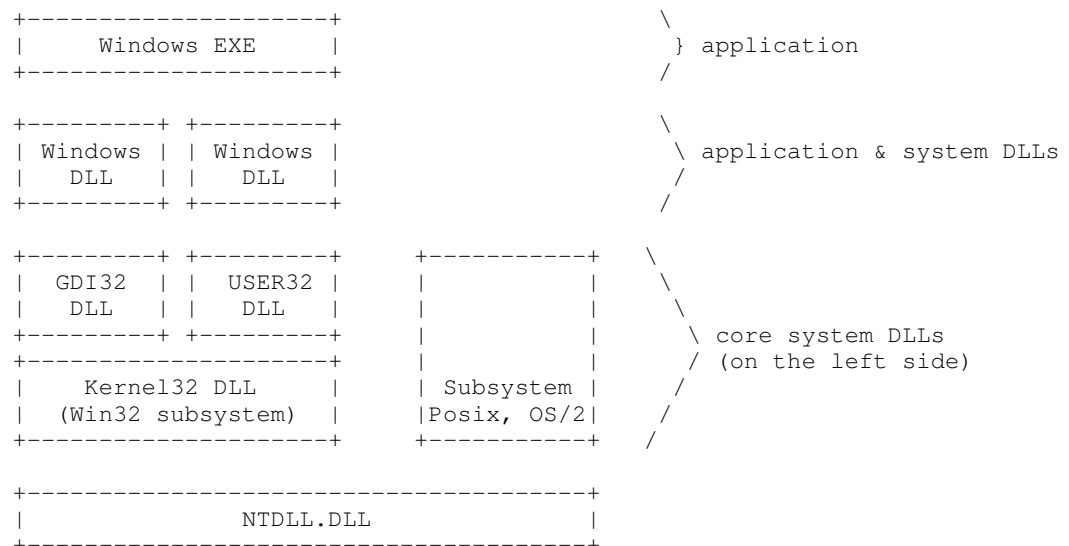 Windows EXE } application
Windows Windows application & system DLLs
DLL DLL
GDI32 USER32
DLL DLL
core system DLLs
(on the left side)
Kernel32 DLL Subsystem
(Win32 subsystem) Posix, OS/2
NTDLL.DLL